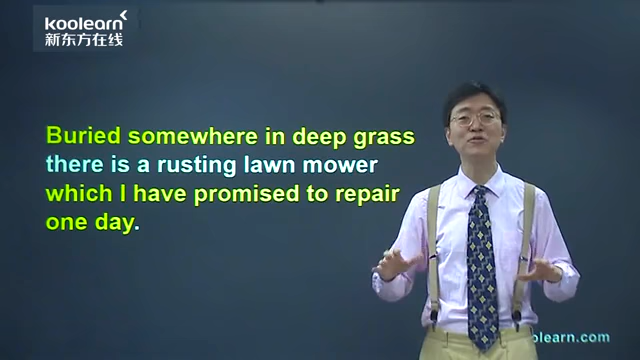 koolearn
新东方在线
Buried somewhere in deep grass
there is a rusting lawn mower
which I have promised to repair
one day.
olearn.com